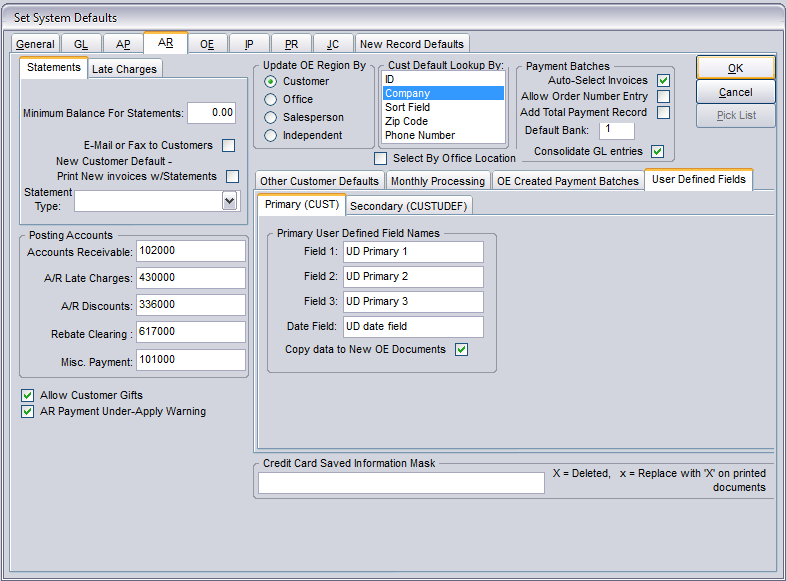 Set System Defaults
General GL AP AR OE IP PR JC New Record Defaults
Statements Late Charges
Minimum Balance For Statements: 0.00
E-Mail or Fax to Customers
New Customer Default -
Print New invoices w/Statements
Statement
Type:
Posting Accounts
Accounts Receivable: 102000
A/R Late Charges: 430000
A/R Discounts: 336000
Rebate Clearing : 617000
Misc. Payment: 101000
Allow Customer Gifts
AR Payment Under-Apply Warning
Update OE Region By
Customer
Office
Salesperson
Independent
Cust Default Lookup By:
ID
Company
Sort Field
Zip Code
Phone Number
Select By Office Location
Payment Batches
Auto-Select Invoices
Allow Order Number Entry
Add Total Payment Record
Default Bank: 1
Consolidate GL entries
OK
Cancel
Pick List
Other Customer Defaults Monthly Processing OE Created Payment Batches User Defined Fields
Primary (CUST) Secondary (CUSTUDEF)
Primary User Defined Field Names
Field 1: UD Primary 1
Field 2: UD Primary 2
Field 3: UD Primary 3
Date Field: UD date field
Copy data to New OE Documents
Credit Card Saved Information Mask
X = Deleted, x = Replace with 'X' on printed
documents